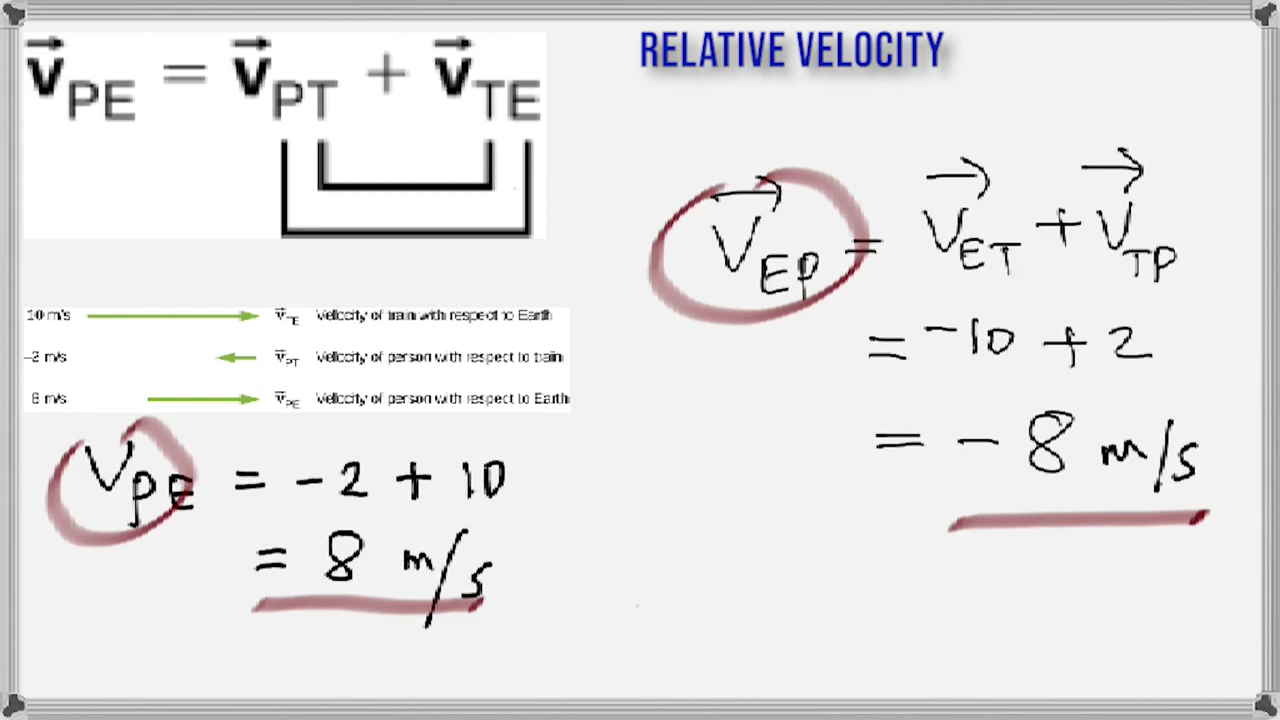 RELATIVE VELOCITY
v⃗PE = v⃗PT + v⃗TE
10 m/s v⃗TE Velocity of train with respect to Earth
–2 m/s v⃗PT Velocity of person with respect to train
8 m/s v⃗PE Velocity of person with respect to Earth
VPE = -2 + 10
= 8 m/s
V⃗EP = V⃗ET + V⃗TP
= -10 + 2
= - 8 m/s